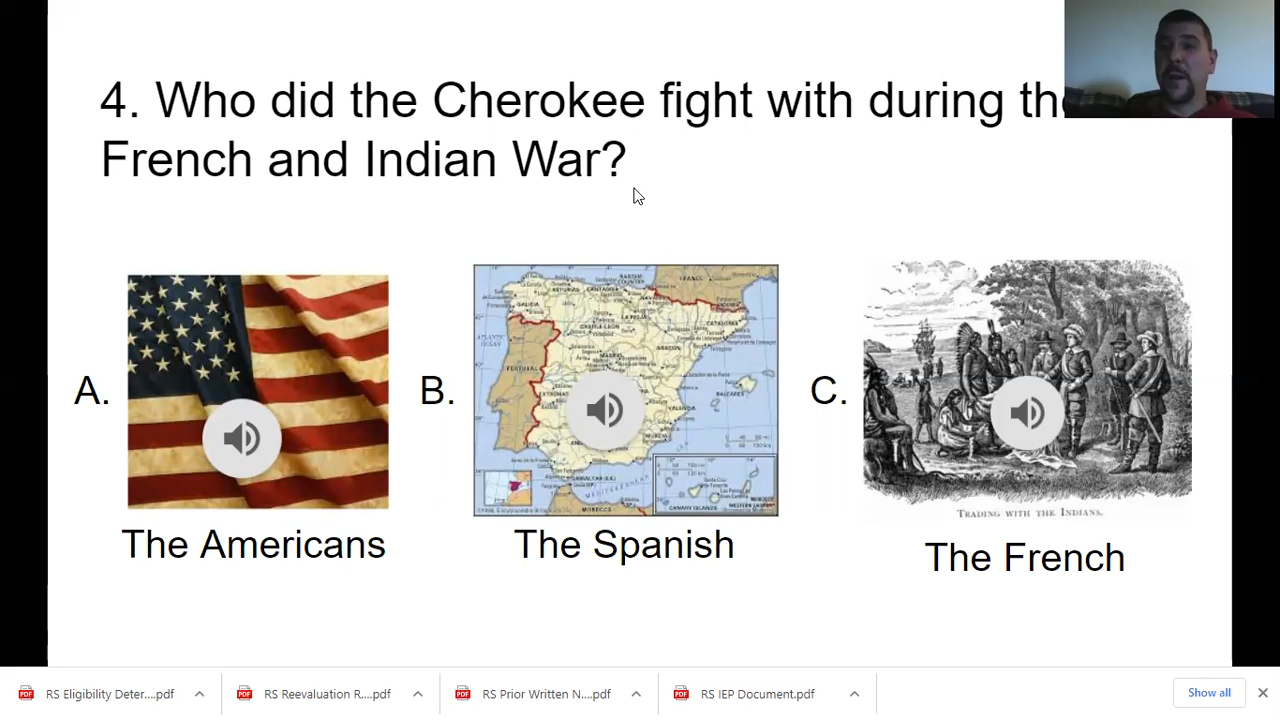 4. Who did the Cherokee fight with during the
French and Indian War?
A.
B.
C.
PORTUGAL
TRADING WITH THE INDIANS.
The Americans
The Spanish
The French
RS Eligibility Deter....pdf
RS Reevaluation R....pdf
RS Prior Written N....pdf
RS IEP Document.pdf
Show all